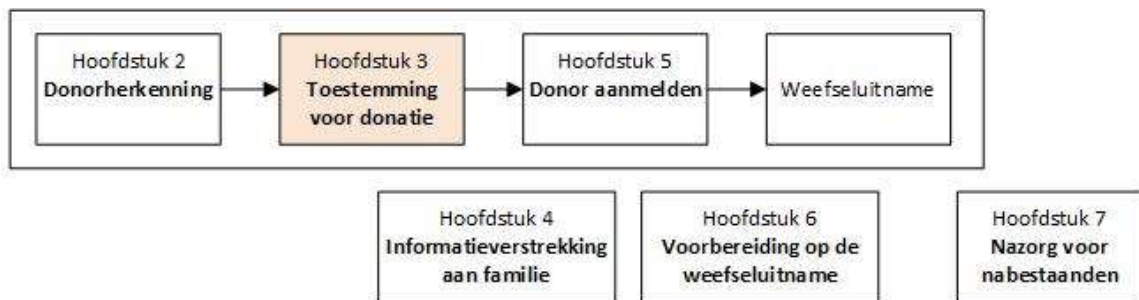 Hoofdstuk 2
Donorherkenning
Hoofdstuk 3
Toestemming
voor donatie
Hoofdstuk 5
Donor aanmelden
Weefseluitname
Hoofdstuk 4
Informatieverstrekking
aan familie
Hoofdstuk 6
Voorbereiding op de
weefseluitname
Hoofdstuk 7
Nazorg voor
nabestaanden